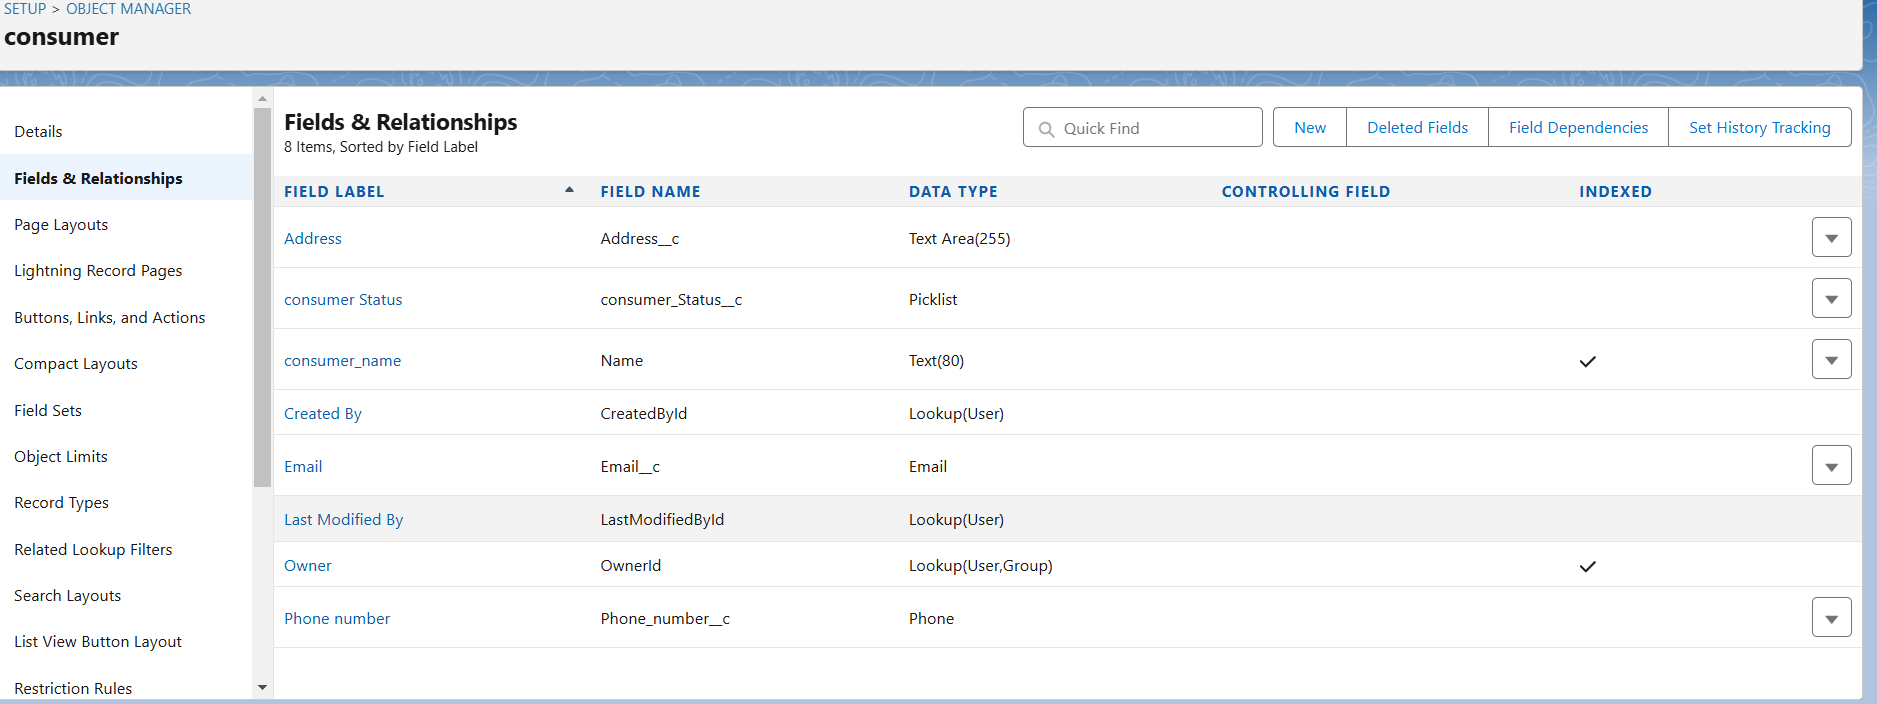 SETUP > OBJECT MANAGER
consumer
Details
Fields & Relationships
Page Layouts
Lightning Record Pages
Buttons, Links, and Actions
Compact Layouts
Field Sets
Object Limits
Record Types
Related Lookup Filters
Search Layouts
List View Button Layout
Restriction Rules
Fields & Relationships
8 Items, Sorted by Field Label
Quick Find
New
Deleted Fields
Field Dependencies
Set History Tracking
FIELD LABEL FIELD NAME DATA TYPE CONTROLLING FIELD INDEXED
Address Address__c Text Area(255)
consumer Status consumer_Status__c Picklist
consumer_name Name Text(80)
Created By CreatedById Lookup(User)
Email Email__c Email
Last Modified By LastModifiedById Lookup(User)
Owner OwnerId Lookup(User,Group)
Phone number Phone_number__c Phone